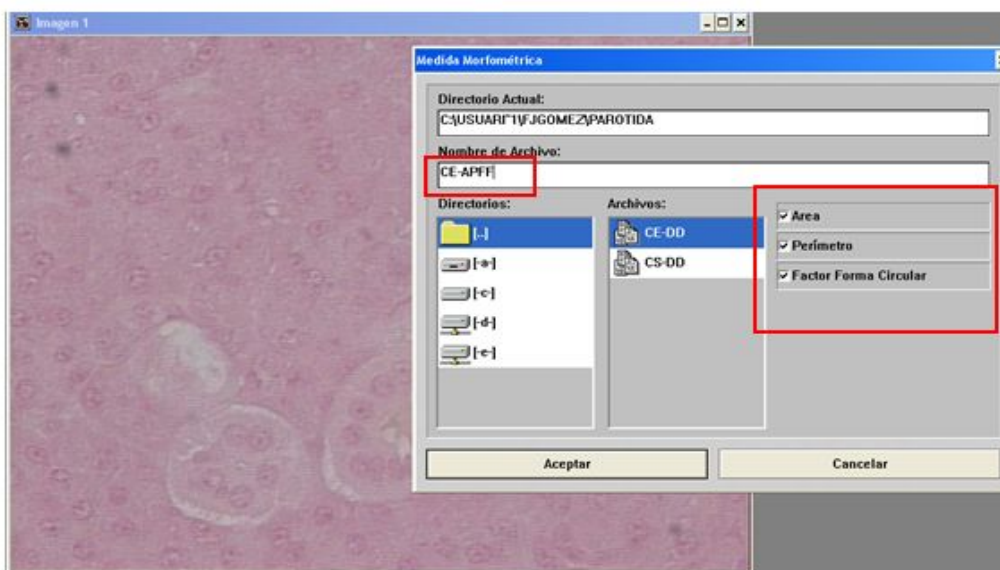 Imagen 1
Medida Morfométrica
Directorio Actual:
C:\USUARI~1\FJGOMEZ\PAROTIDA
Nombre de Archivo:
CE-APFF
Directorios:
Archivos:
[..]
[-a-]
[-c-]
[-d-]
[-e-]
CE-DD
CS-DD
Area
Perímetro
Factor Forma Circular
Aceptar
Cancelar